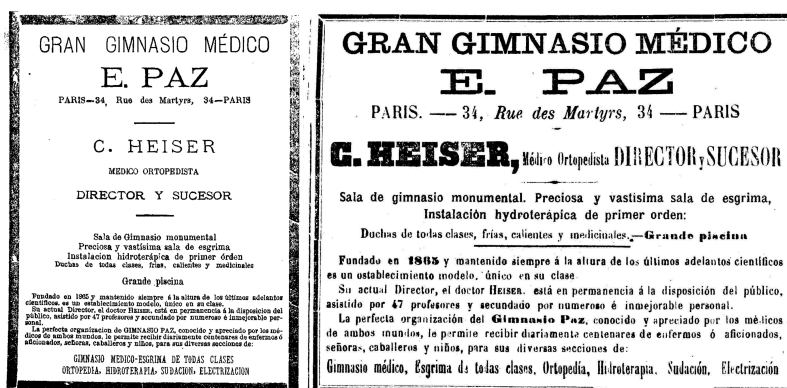 GRAN GIMNASIO MÉDICO
E. PAZ
PARIS—34, Rue des Martyrs, 34—PARIS
C. HEISER
MEDICO ORTOPEDISTA
DIRECTOR Y SUCESOR
Sala de Gimnasio monumental
Preciosa y vastísima sala de esgrima
Instalacion hidroterápica de primer órden
Duchas de todas clases, frías, calientes y medicinales
Grande piscina
Fundado en 1865 y mantenido siempre á la altura de los últimos adelantos
científicos, es un establecimiento modelo, único en su clase.
Su actual Director, el doctor HEISER, está en permanencia á la disposicion del
público, asistido por 47 profesores y secundado por numeroso é inmejorable per-
sonal.
La perfecta organizacion de GIMNASIO PAZ, conocido y apreciado por los mé-
dicos de ambos mundos, le permite recibir diariamente centenares de enfermos ó
aficionados, señoras, caballeros y niños, para sus diversas secciones de:
GIMNASIO MEDICO-ESGRIMA DE TODAS CLASES
ORTOPEDIA, HIDROTERAPIA, SUDACION, ELECTRIZACION
GRAN GIMNASIO MÉDICO
E. PAZ
PARIS. — 34, Rue des Martyrs, 34 — PARIS
C. HEISER, Médico Ortopedista DIRECTOR y SUCESOR
Sala de gimnasio monumental. Preciosa y vastísima sala de esgrima,
Instalación hydroterápica de primer orden:
Duchas de todas clases, frías, calientes y medicinales.—Grande piscina
Fundado en 1865 y mantenido siempre á la altura de los últimos adelantos científicos
es un ostablecimiento modelo, único en su clase
Su actual Director, el doctor HEISER. está en permanencia á la disposición del público,
asistido por 47 profesores y secundado por numeroso é inmejorable personal.
La perfecta organización del Gimnasio Paz, conocido y apreciado por los médicos
de ambos mundos, le permite recibir diariamente centenares de enfermos ó aficionados,
señoras, caballeros y niños, para sus diversas secciones de:
Gimnasio médico, Esgrima de todas clases, Ortopedia, Hidroterapia. Sudación, Electrización